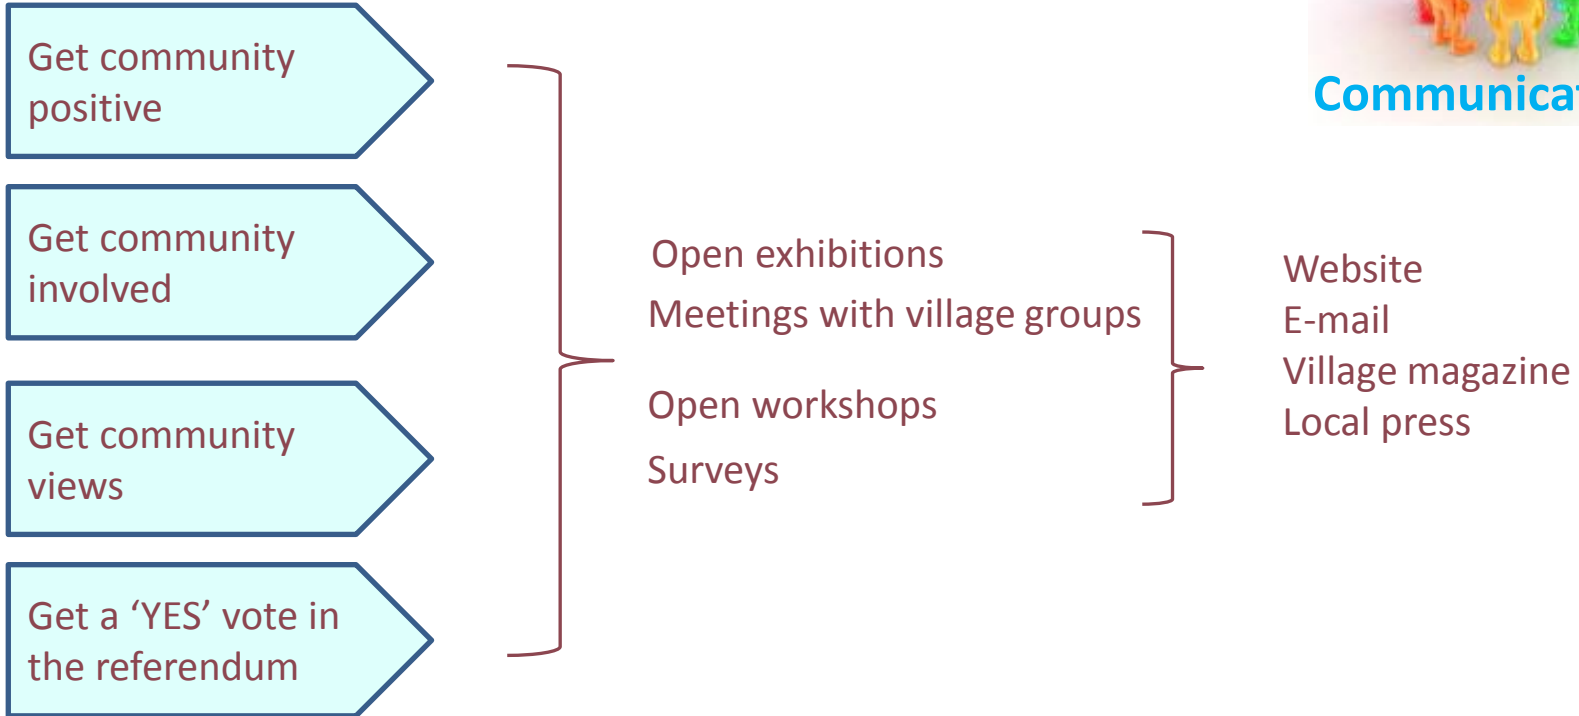 Get community
positive
Get community
involved
Get community
views
Get a ‘YES’ vote in
the referendum
Open exhibitions
Meetings with village groups
Open workshops
Surveys
Website
E-mail
Village magazine
Local press